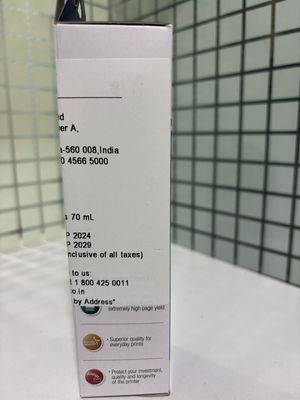 ed
er A,
a-560 008,India
0 4566 5000
s 70 mL
P 2024
P 2029
nclusive of all taxes)
to us:
1 800 425 0011
o.in
by Address"
extremely high page yield
• Superior quality for
everyday prints
• Protect your investment,
quality and longevity
of the printer